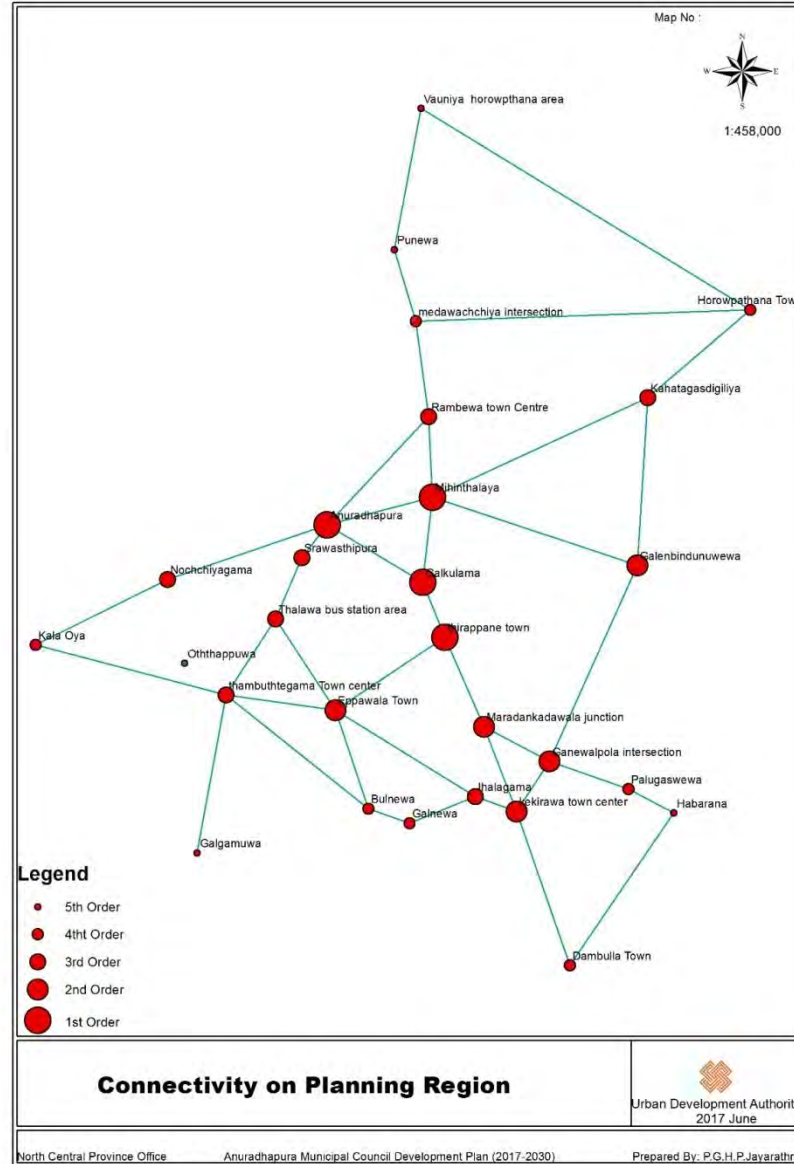 Map No :
N
W
E
S
1:458,000
Vauniya horowpthana area
Punewa
Horowpathana Tow
medawachchiya intersection
Kahatagasdigiliya
Rambewa town Centre
Mihinthalaya
Anuradhapura
Srawasthipura
Galenbindunuwewa
Nochchiyagama
Galkulama
Thalawa bus station area
thirappane town
Kala Oya
Oththappuwa
thambuthtegama Town center
Eppawala Town
Maradankadawala junction
Ganewalpola intersection
Palugaswewa
Ihalagama
Bulnewa
kekirawa town center
Habarana
Galnewa
Galgamuwa
Dambulla Town
Legend
5th Order
4tht Order
3rd Order
2nd Order
1st Order
Connectivity on Planning Region
Urban Development Authorit
2017 June
North Central Province Office
Anuradhapura Municipal Council Development Plan (2017-2030)
Prepared By: P.G.H.P.Jayarathn